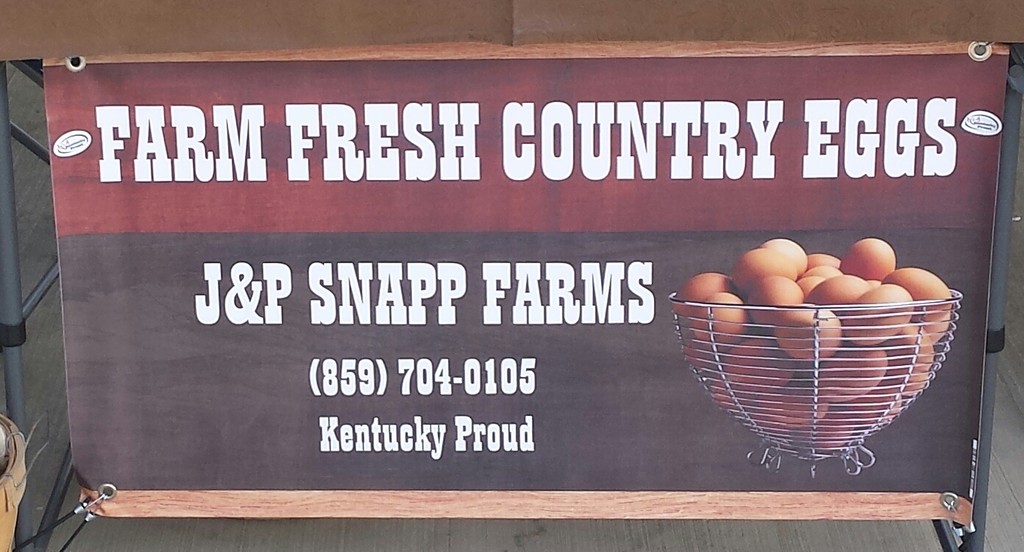 FARM FRESH COUNTRY EGGS
J&P SNAPP FARMS
(859) 704-0105
Kentucky Proud